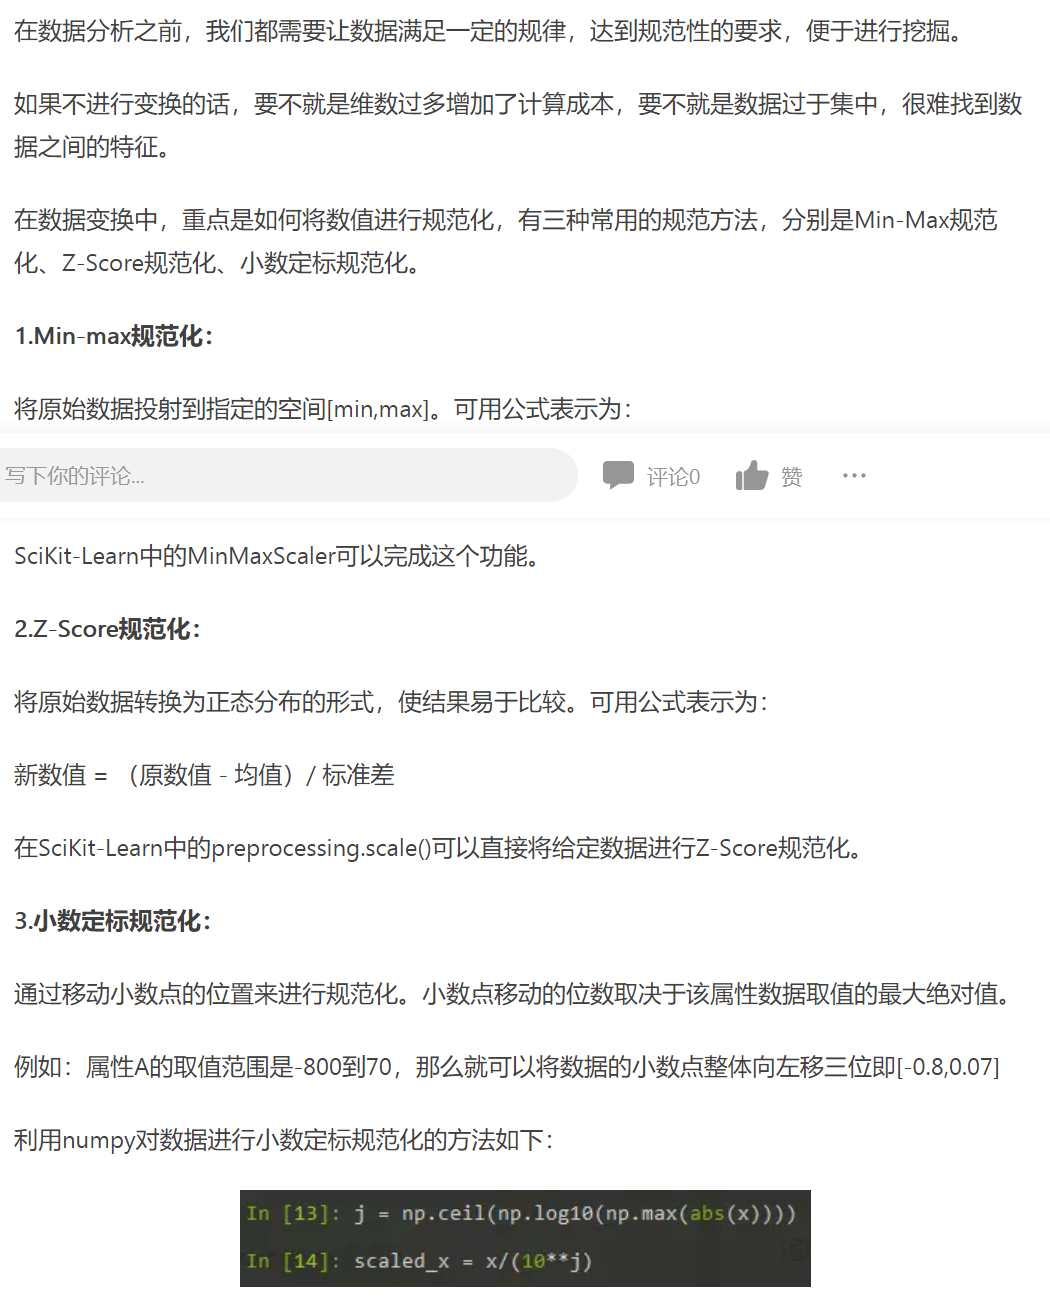 在数据分析之前，我们都需要让数据满足一定的规律，达到规范性的要求，便于进行挖掘。
如果不进行变换的话，要不就是维数过多增加了计算成本，要不就是数据过于集中，很难找到数
据之间的特征。
在数据变换中，重点是如何将数值进行规范化，有三种常用的规范方法，分别是Min-Max规范
化、Z-Score规范化、小数定标规范化。
1.Min-max规范化：
将原始数据投射到指定的空间[min,max]。可用公式表示为：
写下你的评论... 评论0 赞 ...
SciKit-Learn中的MinMaxScaler可以完成这个功能。
2.Z-Score规范化：
将原始数据转换为正态分布的形式，使结果易于比较。可用公式表示为：
新数值 = （原数值 - 均值）/ 标准差
在SciKit-Learn中的preprocessing.scale()可以直接将给定数据进行Z-Score规范化。
3.小数定标规范化：
通过移动小数点的位置来进行规范化。小数点移动的位数取决于该属性数据取值的最大绝对值。
例如：属性A的取值范围是-800到70，那么就可以将数据的小数点整体向左移三位即[-0.8,0.07]
利用numpy对数据进行小数定标规范化的方法如下：
In [13]: j = np.ceil(np.log10(np.max(abs(x))))
In [14]: scaled_x = x/(10**j)